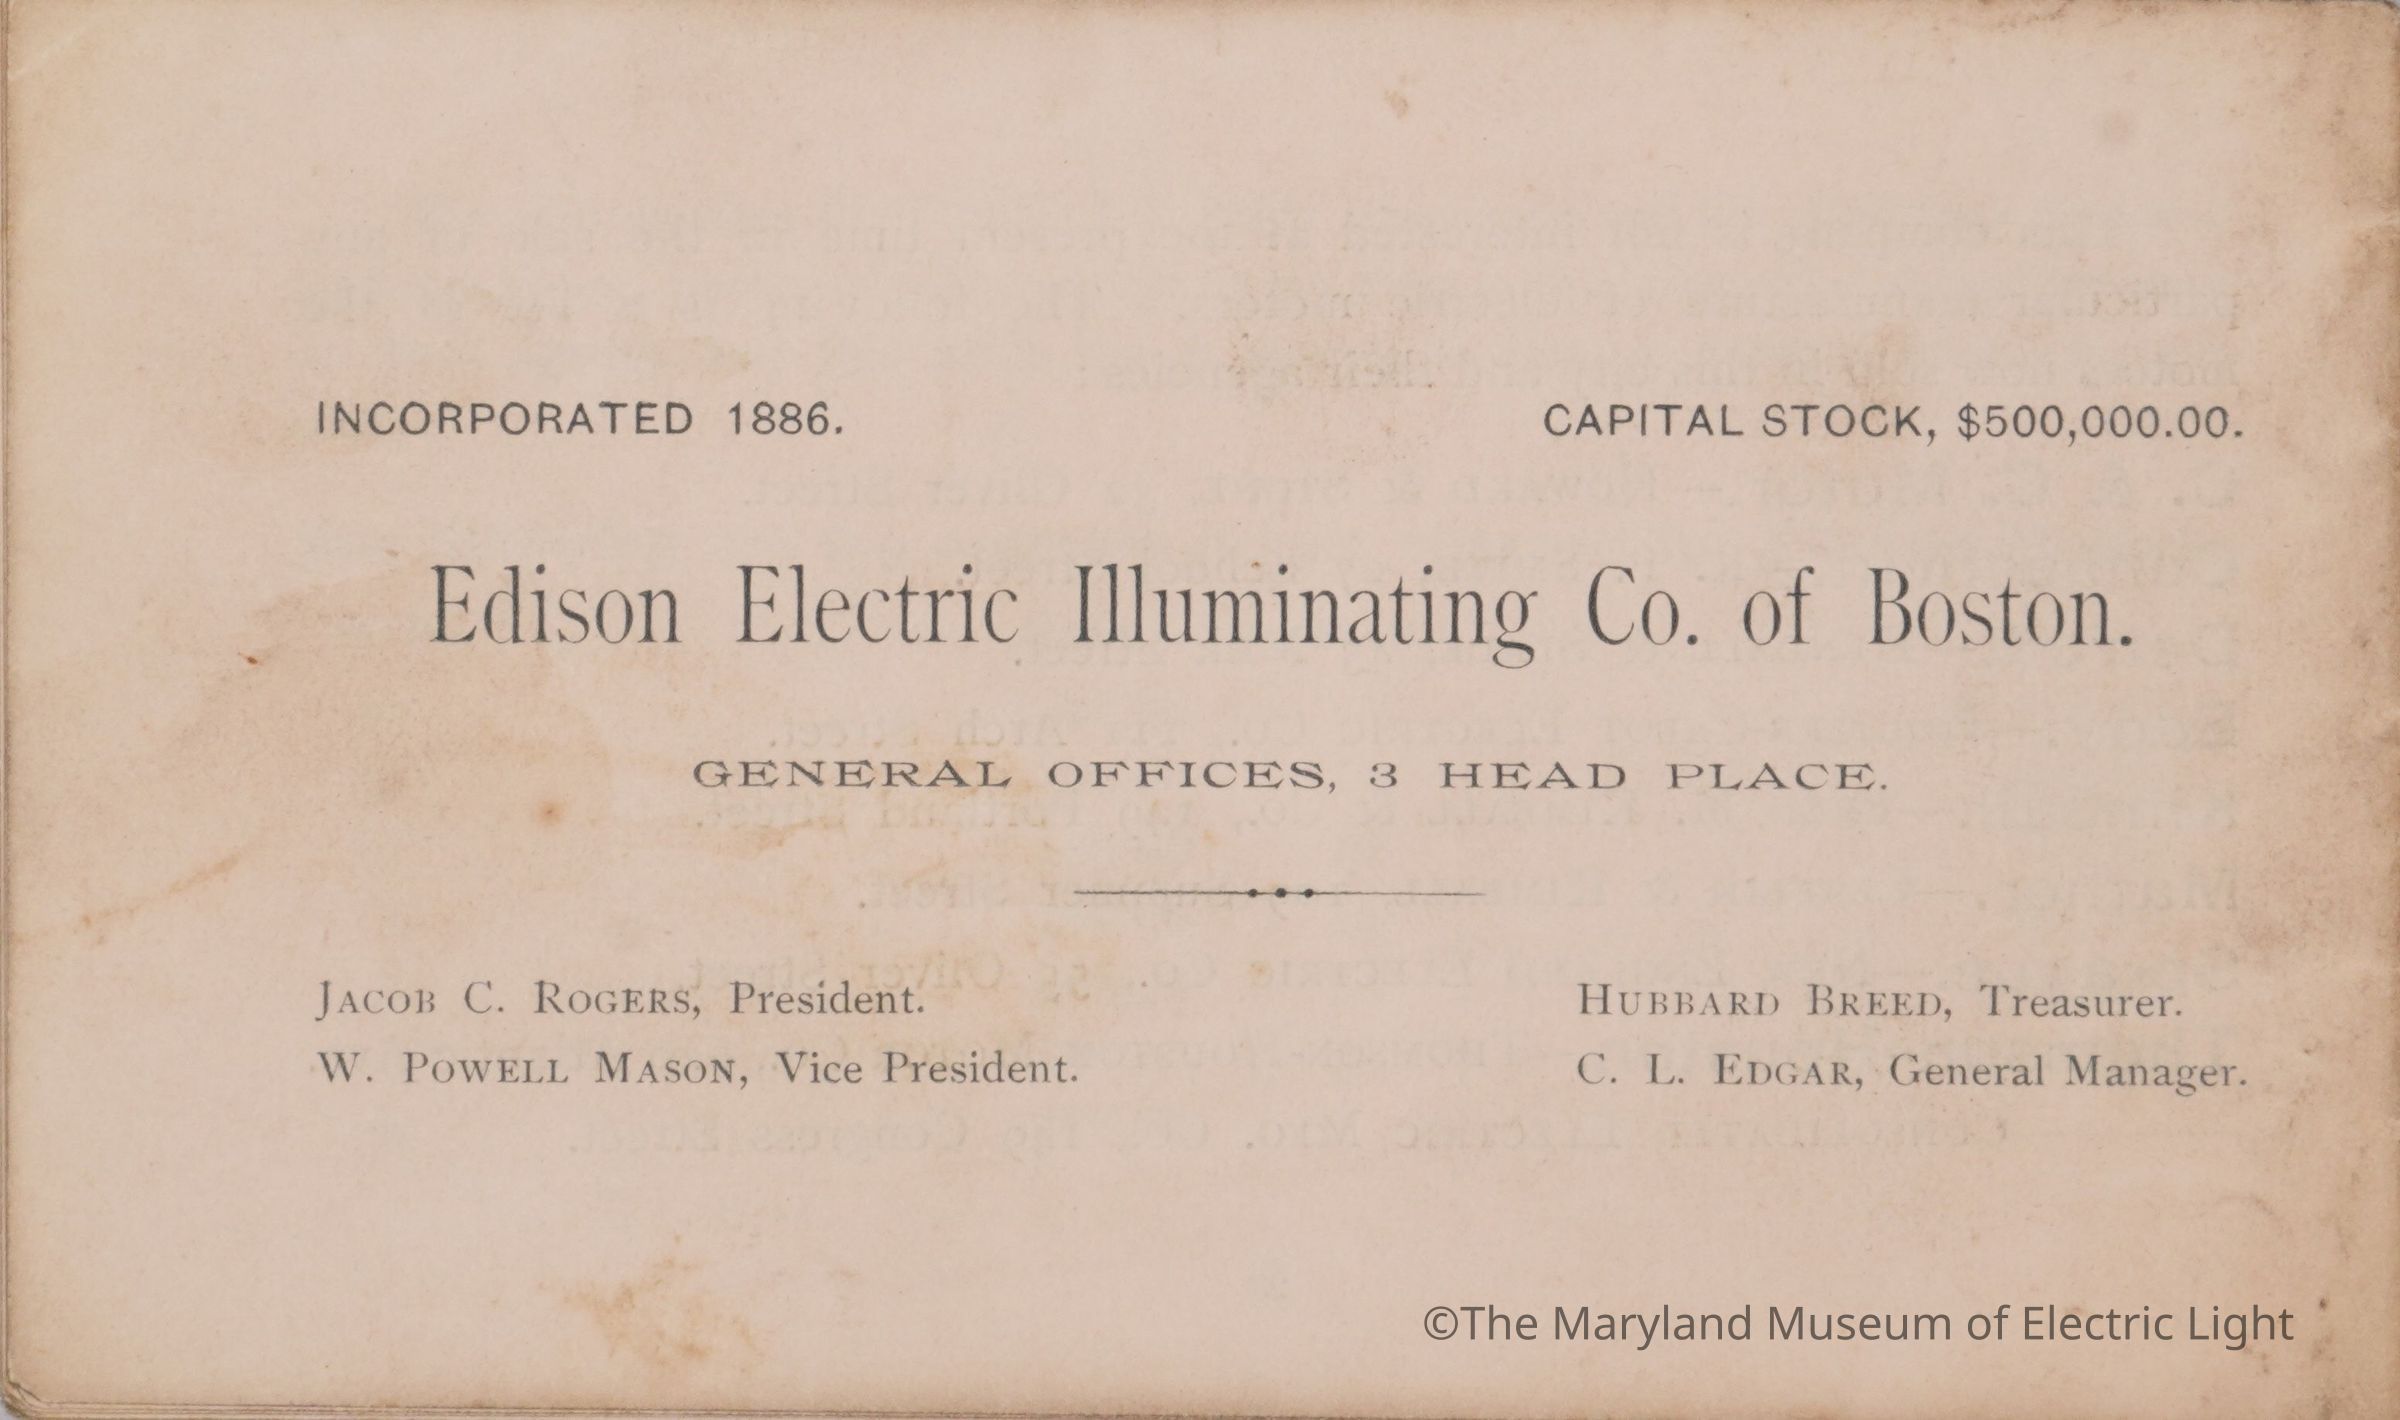 INCORPORATED 1886. CAPITAL STOCK, $500,000.00.
Edison Electric Illuminating Co. of Boston.
GENERAL OFFICES, 3 HEAD PLACE.
JACOB C. ROGERS, President. HUBBARD BREED, Treasurer.
W. POWELL MASON, Vice President. C. L. EDGAR, General Manager.
©The Maryland Museum of Electric Light